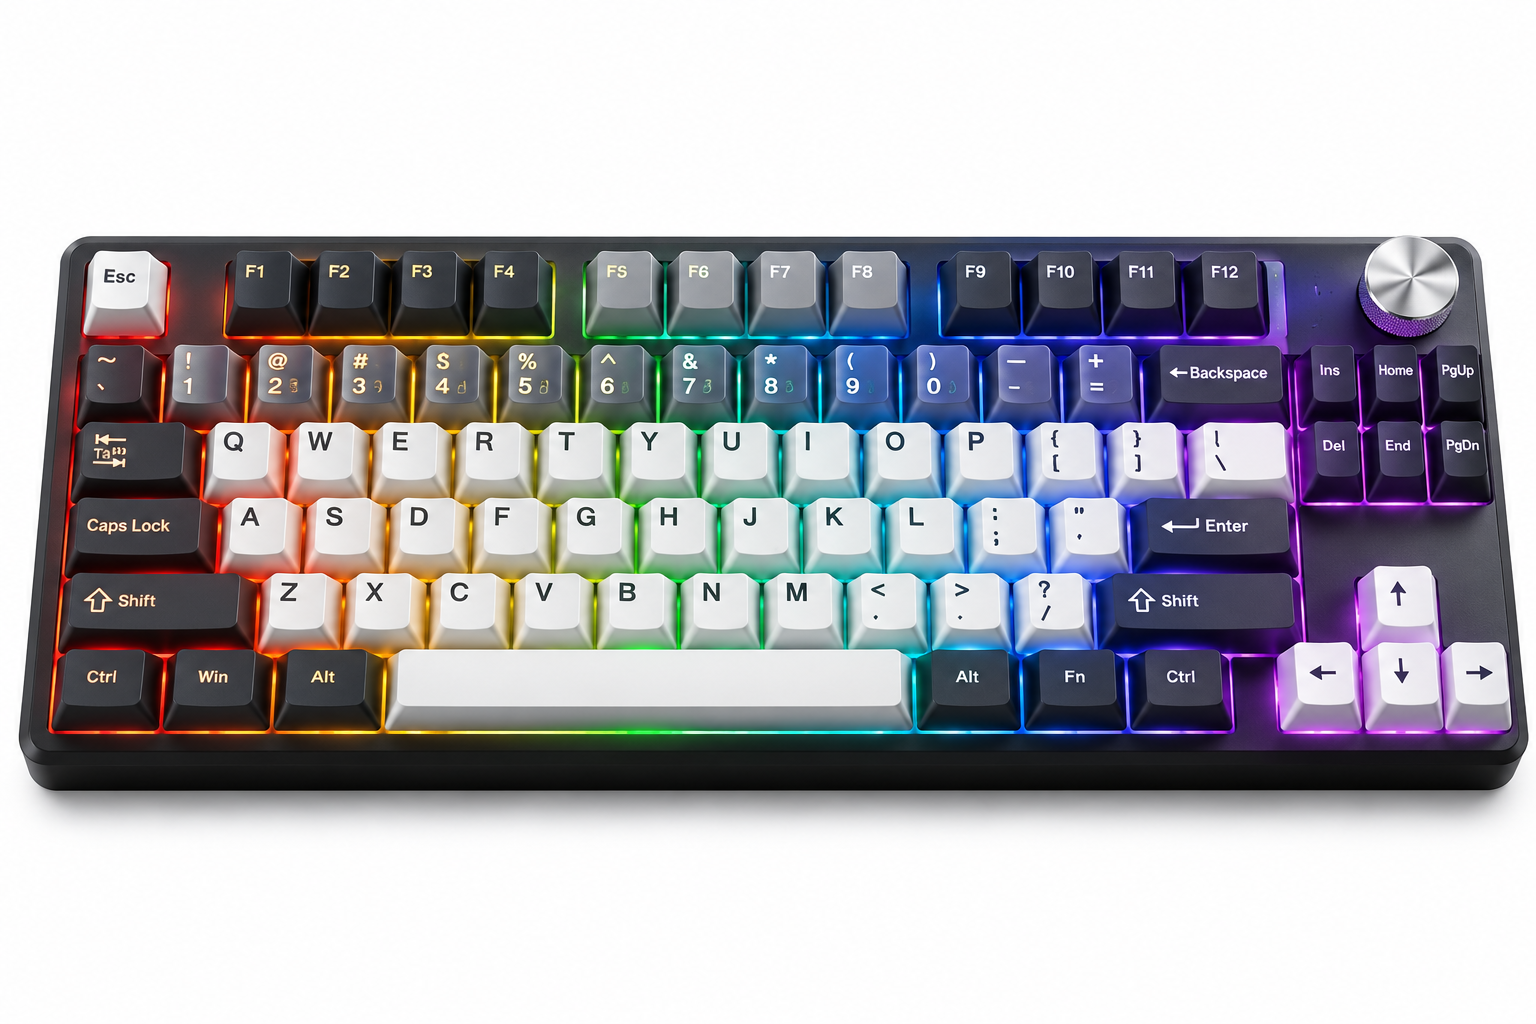 Esc F1 F2 F3 F4 FS F6 F7 F8 F9 F10 F11 F12
~ ! @ # S % ^ & * ( ) — +
` 1 2 3 4 5 6 7 8 9 0 - = ←Backspace Ins Home PgUp
Q W E R T Y U I O P { } |
[ ] \ Del End PgDn
Caps Lock A S D F G H J K L : " Enter
; '
Shift Z X C V B N M < > ? Shift ↑
. . /
Ctrl Win Alt Alt Fn Ctrl ← ↓ →